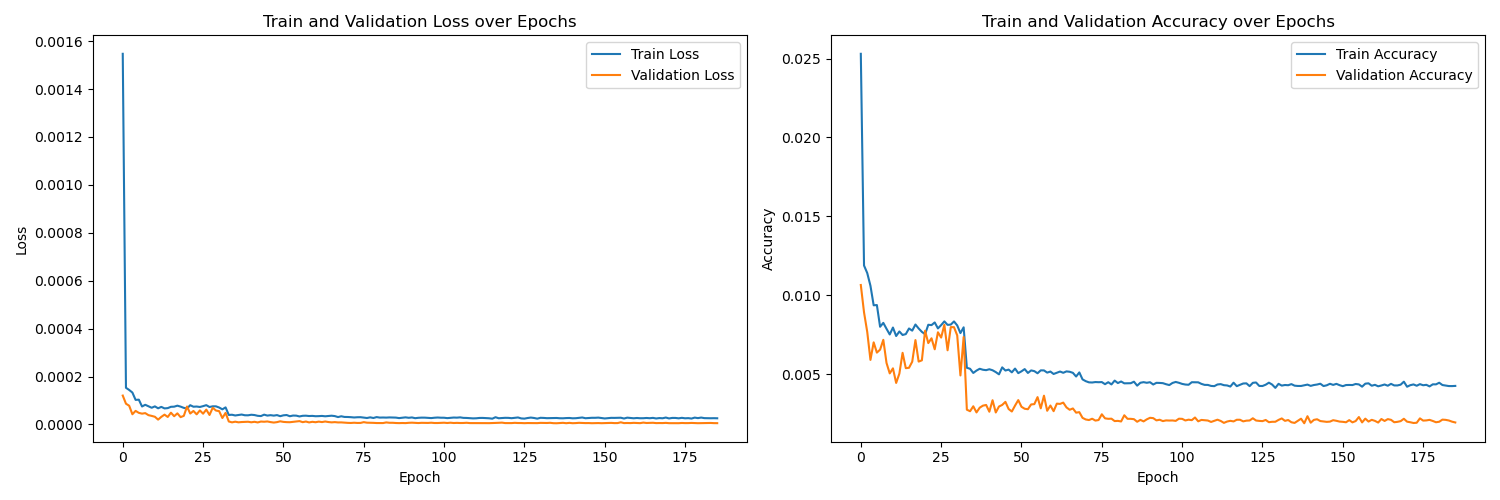 Train and Validation Loss over Epochs
0.0016
0.0014
0.0012
0.0010
0.0008
0.0006
0.0004
0.0002
0.0000
Loss
Train Loss
Validation Loss
0 25 50 75 100 125 150 175
Epoch
Train and Validation Accuracy over Epochs
0.025
0.020
0.015
0.010
0.005
Accuracy
Train Accuracy
Validation Accuracy
0 25 50 75 100 125 150 175
Epoch